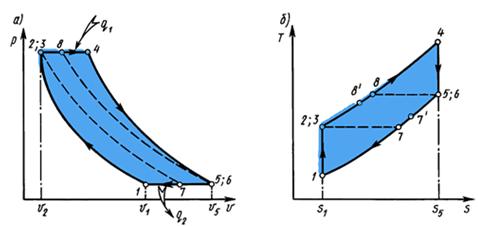 а)
q₁
p
2;3
8
4
1
7
5;6
q₂
v₂
v₁
v₅
v
б)
T
4
8'
8
5;6
2;3
7'
7
1
s₁
s₅
s